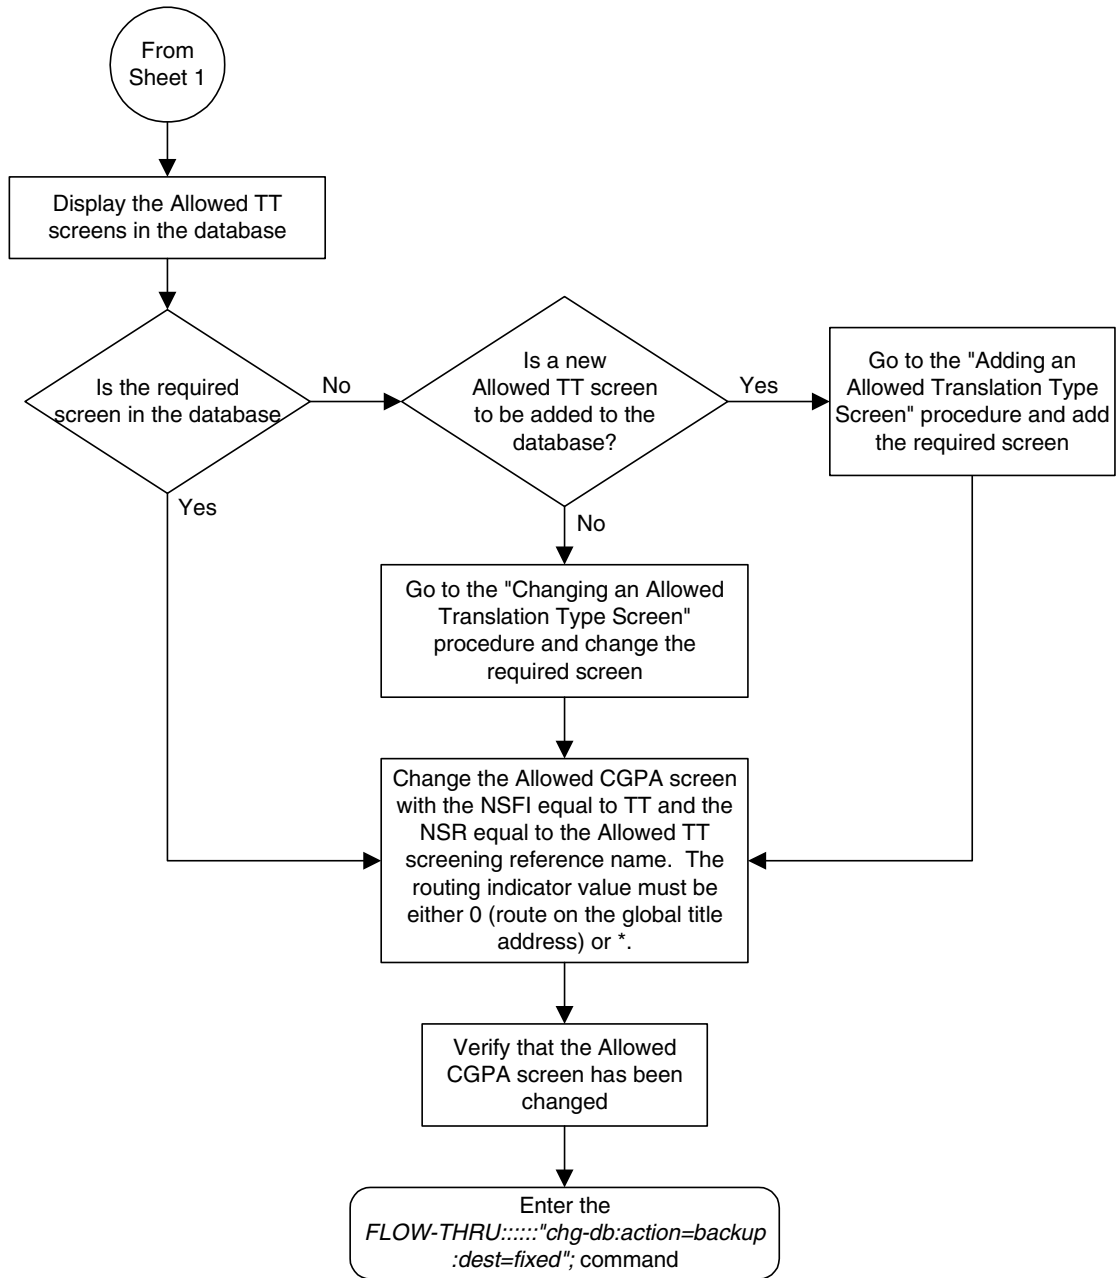 From
Sheet 1
Display the Allowed TT
screens in the database
Is the required
screen in the database
No
Is a new
Allowed TT screen
to be added to the
database?
Yes
Go to the "Adding an
Allowed Translation Type
Screen" procedure and add
the required screen
Yes
No
Go to the "Changing an Allowed
Translation Type Screen"
procedure and change the
required screen
Change the Allowed CGPA screen
with the NSFI equal to TT and the
NSR equal to the Allowed TT
screening reference name. The
routing indicator value must be
either 0 (route on the global title
address) or *.
Verify that the Allowed
CGPA screen has been
changed
Enter the
FLOW-THRU::::::"chg-db:action=backup
:dest=fixed"; command